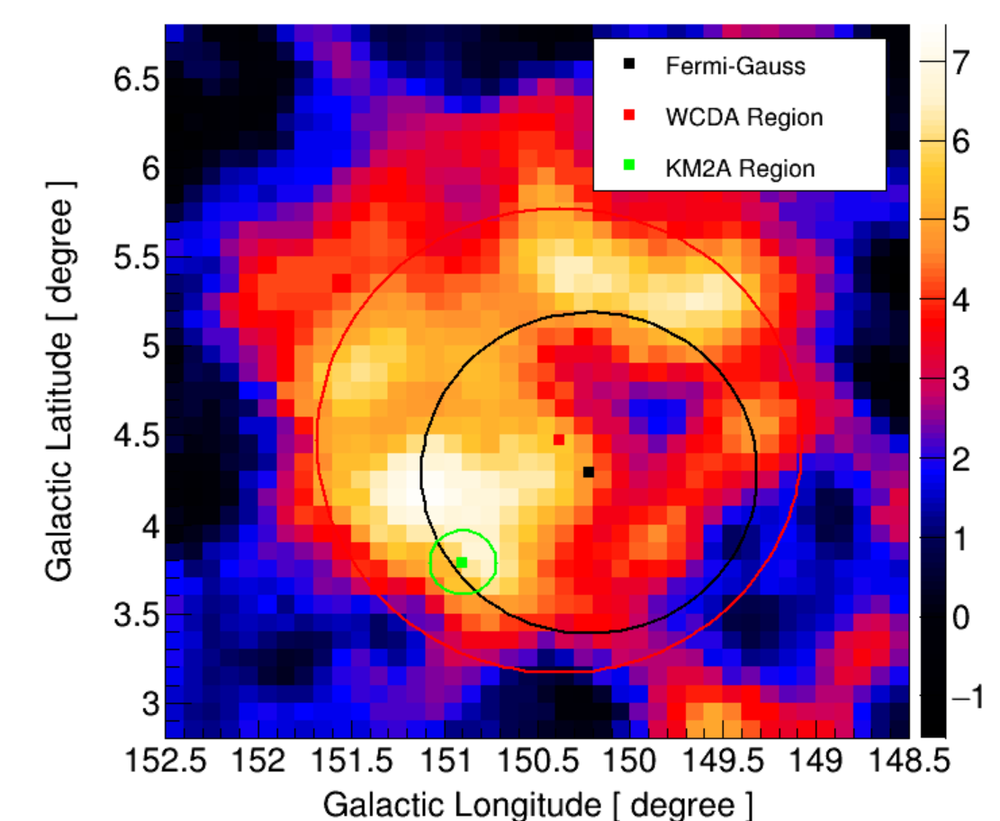 Fermi-Gauss
WCDA Region
KM2A Region
Galactic Latitude [ degree ]
6.5
6
5.5
5
4.5
4
3.5
3
152.5 152 151.5 151 150.5 150 149.5 149 148.5
Galactic Longitude [ degree ]
7
6
5
4
3
2
1
0
−1